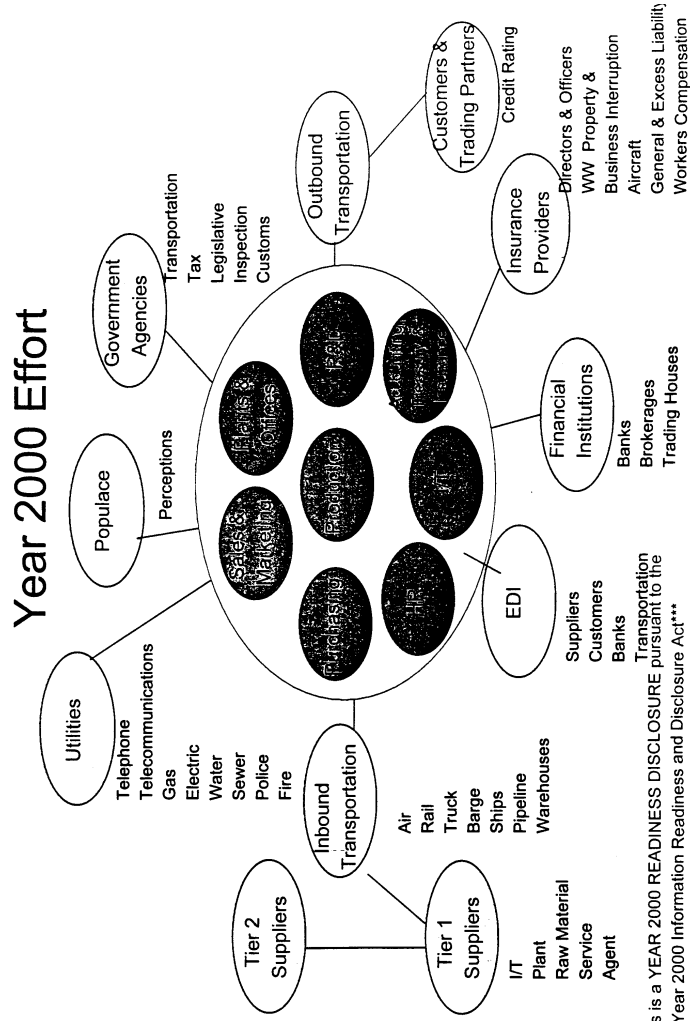 Year 2000 Effort
Utilities
Telephone
Telecommunications
Gas
Electric
Water
Sewer
Police
Fire
Populace
Perceptions
Government
Agencies
Transportation
Tax
Legislative
Inspection
Customs
Tier 2
Suppliers
Tier 1
Suppliers
I/T
Plant
Raw Material
Service
Agent
Inbound
Transportation
Air
Rail
Truck
Barge
Ships
Pipeline
Warehouses
Sales &
Marketing
Plants &
Offices
Purchasing
Production
R&D
HR
I/T
Accounting,
Treasury &
Outbound
Transportation
Customers &
Trading Partners
Credit Rating
EDI
Suppliers
Customers
Banks
Transportation
Financial
Institutions
Banks
Brokerages
Trading Houses
Insurance
Providers
Directors & Officers
WW Property &
Business Interruption
Aircraft
General & Excess Liability
Workers Compensation
s is a YEAR 2000 READINESS DISCLOSURE pursuant to the
Year 2000 Information Readiness and Disclosure Act***